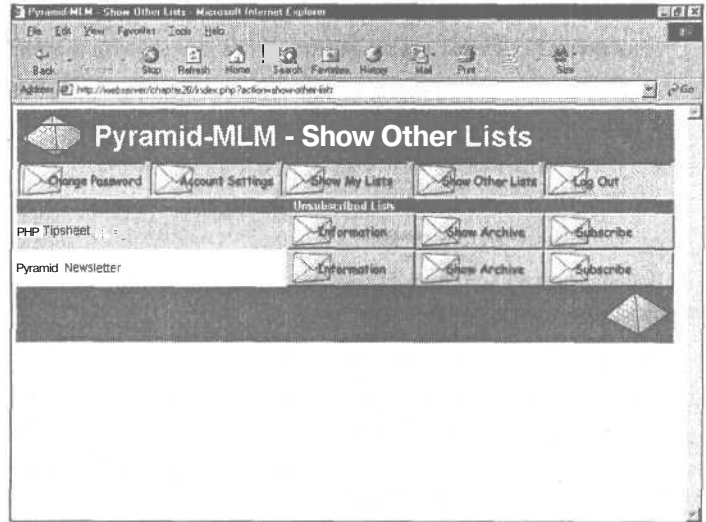 Pyramid-MLM - Show Other Lists - Microsoft Internet Explorer
File Edit View Favorites Tools Help
Back Stop Refresh Home Search Favorites History Mail Print Size
Address http://webserver/chapter28/index.php?action=show-other-lists Go
Pyramid-MLM - Show Other Lists
Change Password Account Settings Show My Lists Show Other Lists Log Out
Unsubscribed Lists
PHP Tipsheet Information Show Archive Subscribe
Pyramid Newsletter Information Show Archive Subscribe